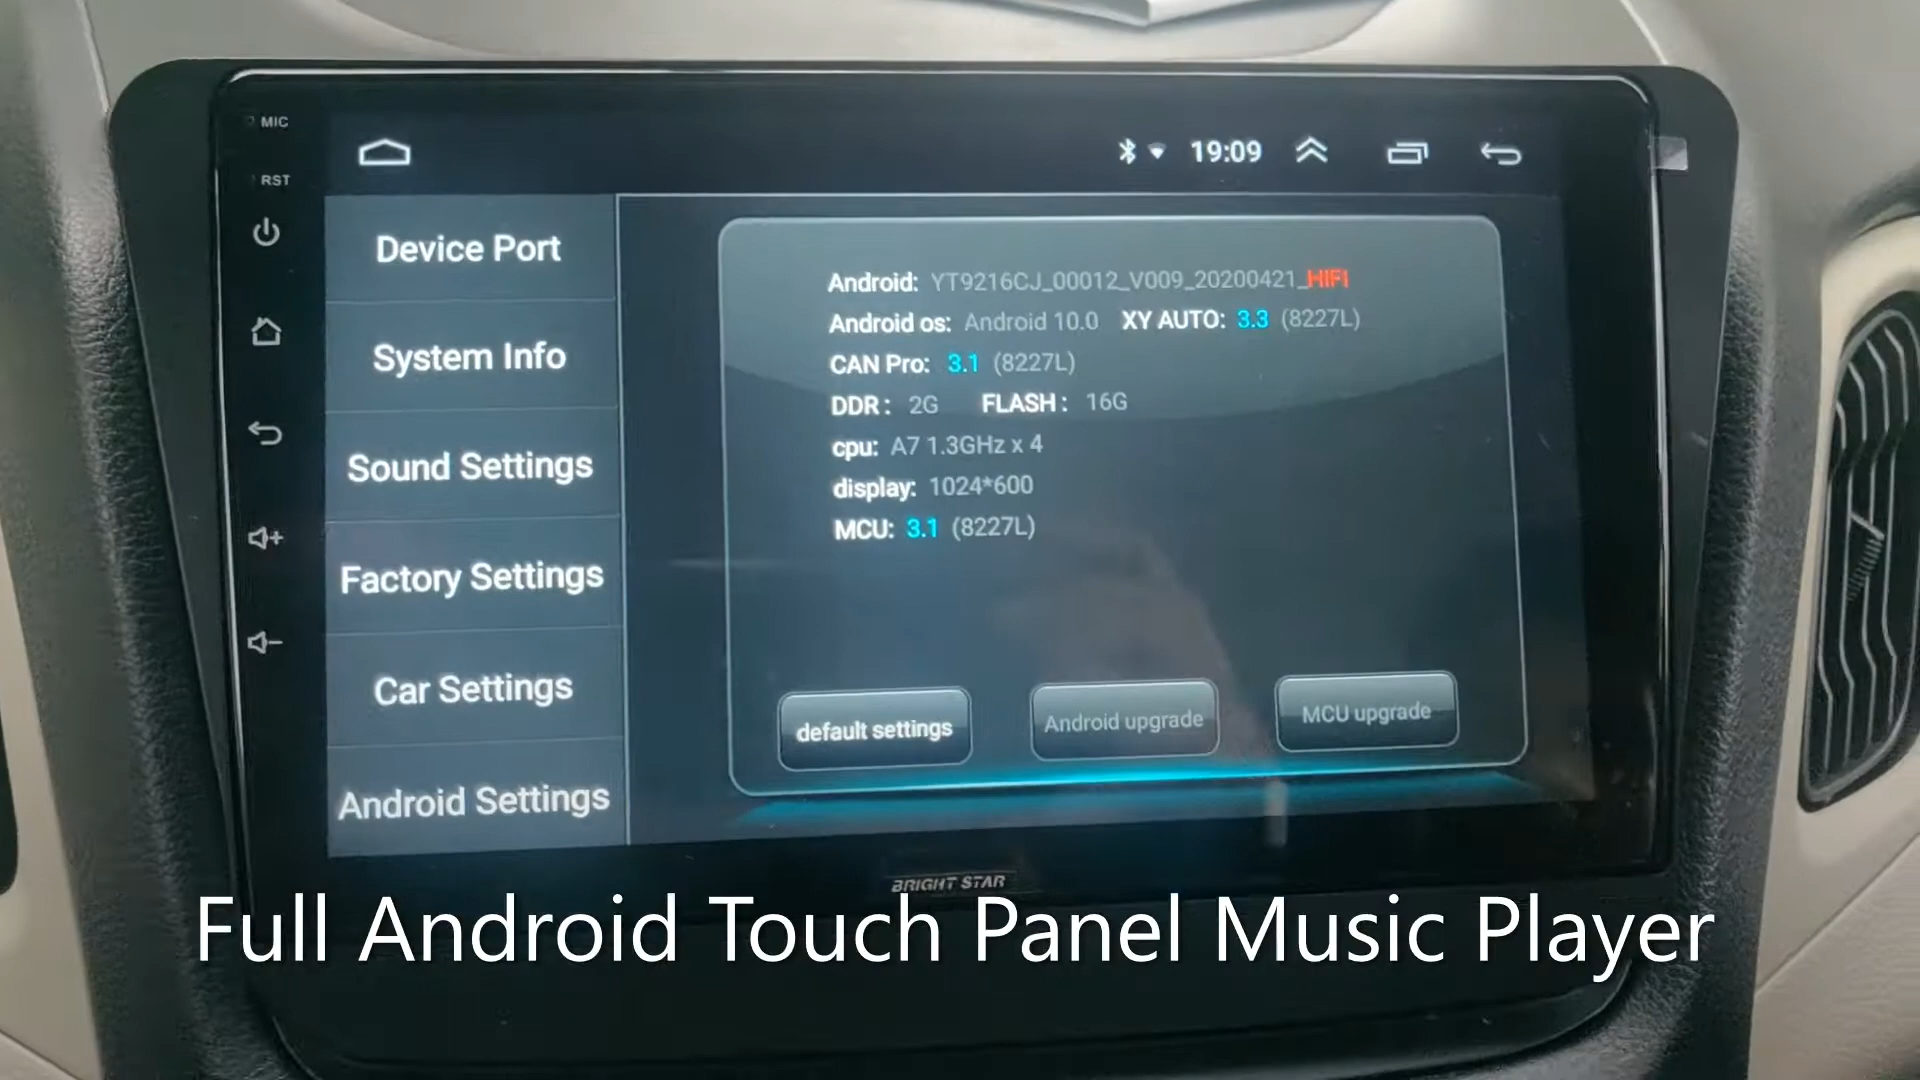 MIC
19:09
RST
Device Port
System Info
Sound Settings
Factory Settings
Car Settings
Android Settings
Android: YT9216CJ_00012_V009_20200421_HIFI
Android os: Android 10.0 XY AUTO: 3.3 (8227L)
CAN Pro: 3.1 (8227L)
DDR : 2G FLASH : 16G
cpu: A7 1.3GHz x 4
display: 1024*600
MCU: 3.1 (8227L)
default settings
Android upgrade
MCU upgrade
BRIGHT STAR
Full Android Touch Panel Music Player